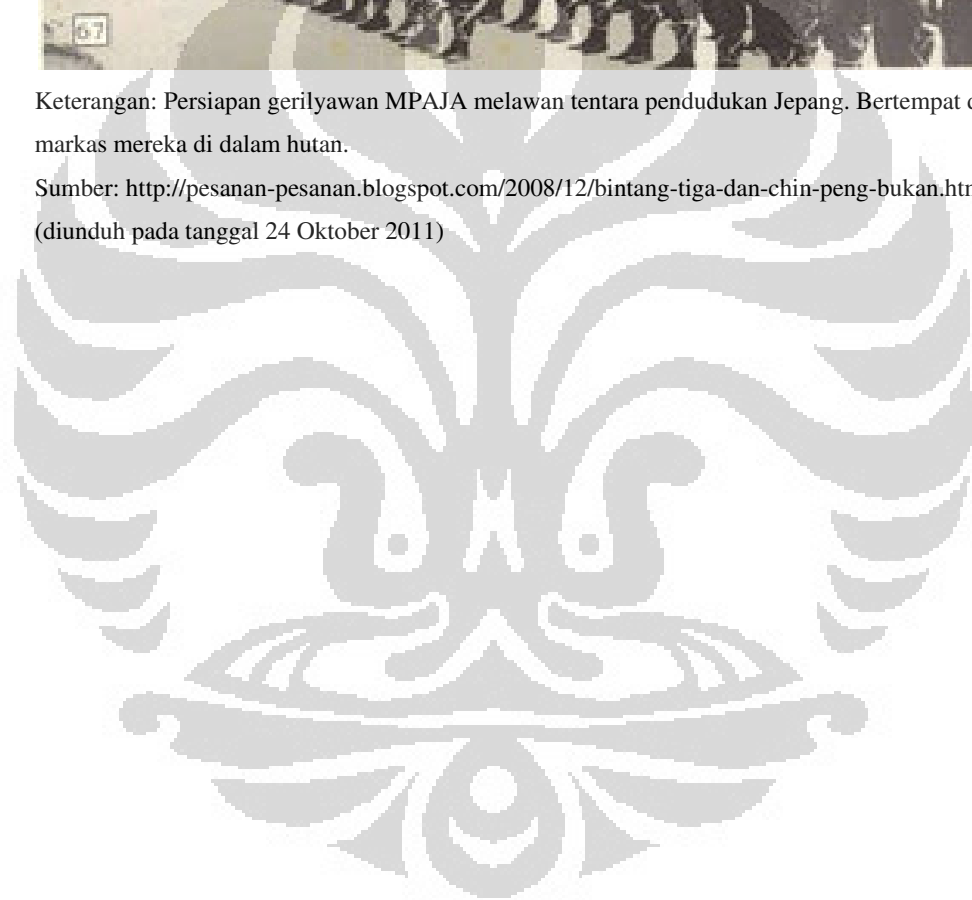 67
Keterangan: Persiapan gerilyawan MPAJA melawan tentara pendudukan Jepang. Bertempat
markas mereka di dalam hutan.
Sumber: http://pesanan-pesanan.blogspot.com/2008/12/bintang-tiga-dan-chin-peng-bukan.htm
(diunduh pada tanggal 24 Oktober 2011)